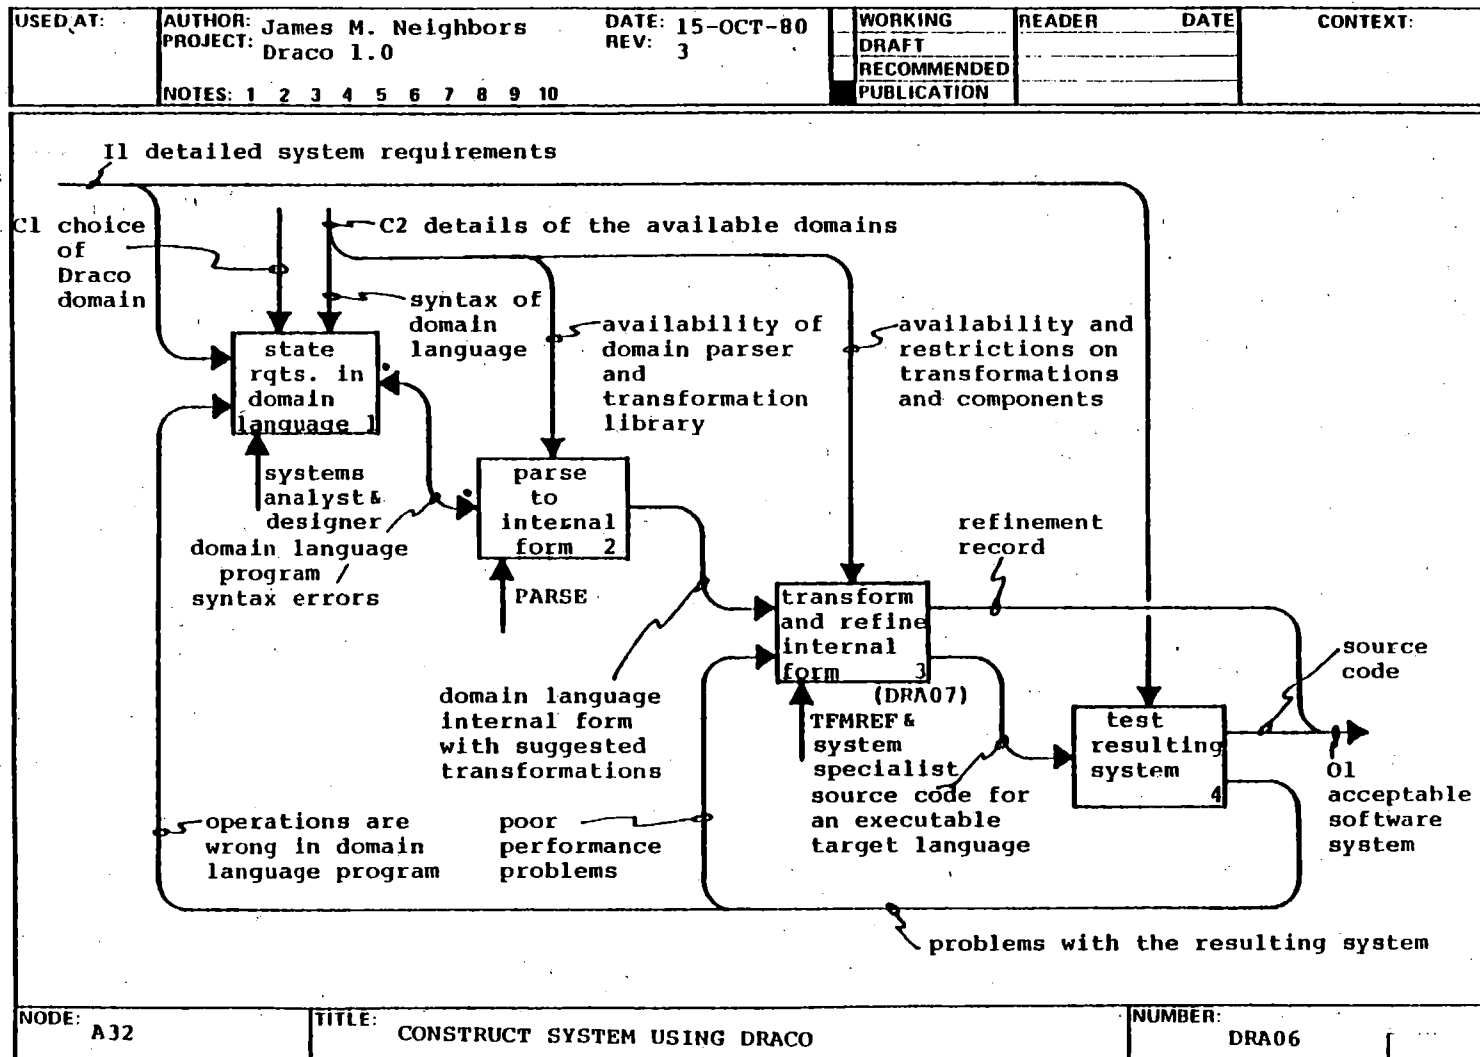 USED AT:
AUTHOR: James M. Neighbors
PROJECT: Draco 1.0
DATE: 15-OCT-80
REV: 3
NOTES: 1 2 3 4 5 6 7 8 9 10
WORKING
DRAFT
RECOMMENDED
PUBLICATION
READER DATE
CONTEXT:
I1 detailed system requirements
C1 choice
of
Draco
domain
C2 details of the available domains
syntax of
domain
language
availability of
domain parser
and
transformation
library
availability and
restrictions on
transformations
and components
state
rqts. in
domain
language 1
systems
analyst &
designer
domain language
program /
syntax errors
parse
to
internal
form 2
PARSE
refinement
record
transform
and refine
internal
form 3
(DRA07)
domain language
internal form
with suggested
transformations
TFMREF &
system
specialist
source code for
an executable
target language
test
resulting
system
4
source
code
O1
acceptable
software
system
operations are
wrong in domain
language program
poor
performance
problems
problems with the resulting system
NODE: A32
TITLE: CONSTRUCT SYSTEM USING DRACO
NUMBER: DRA06